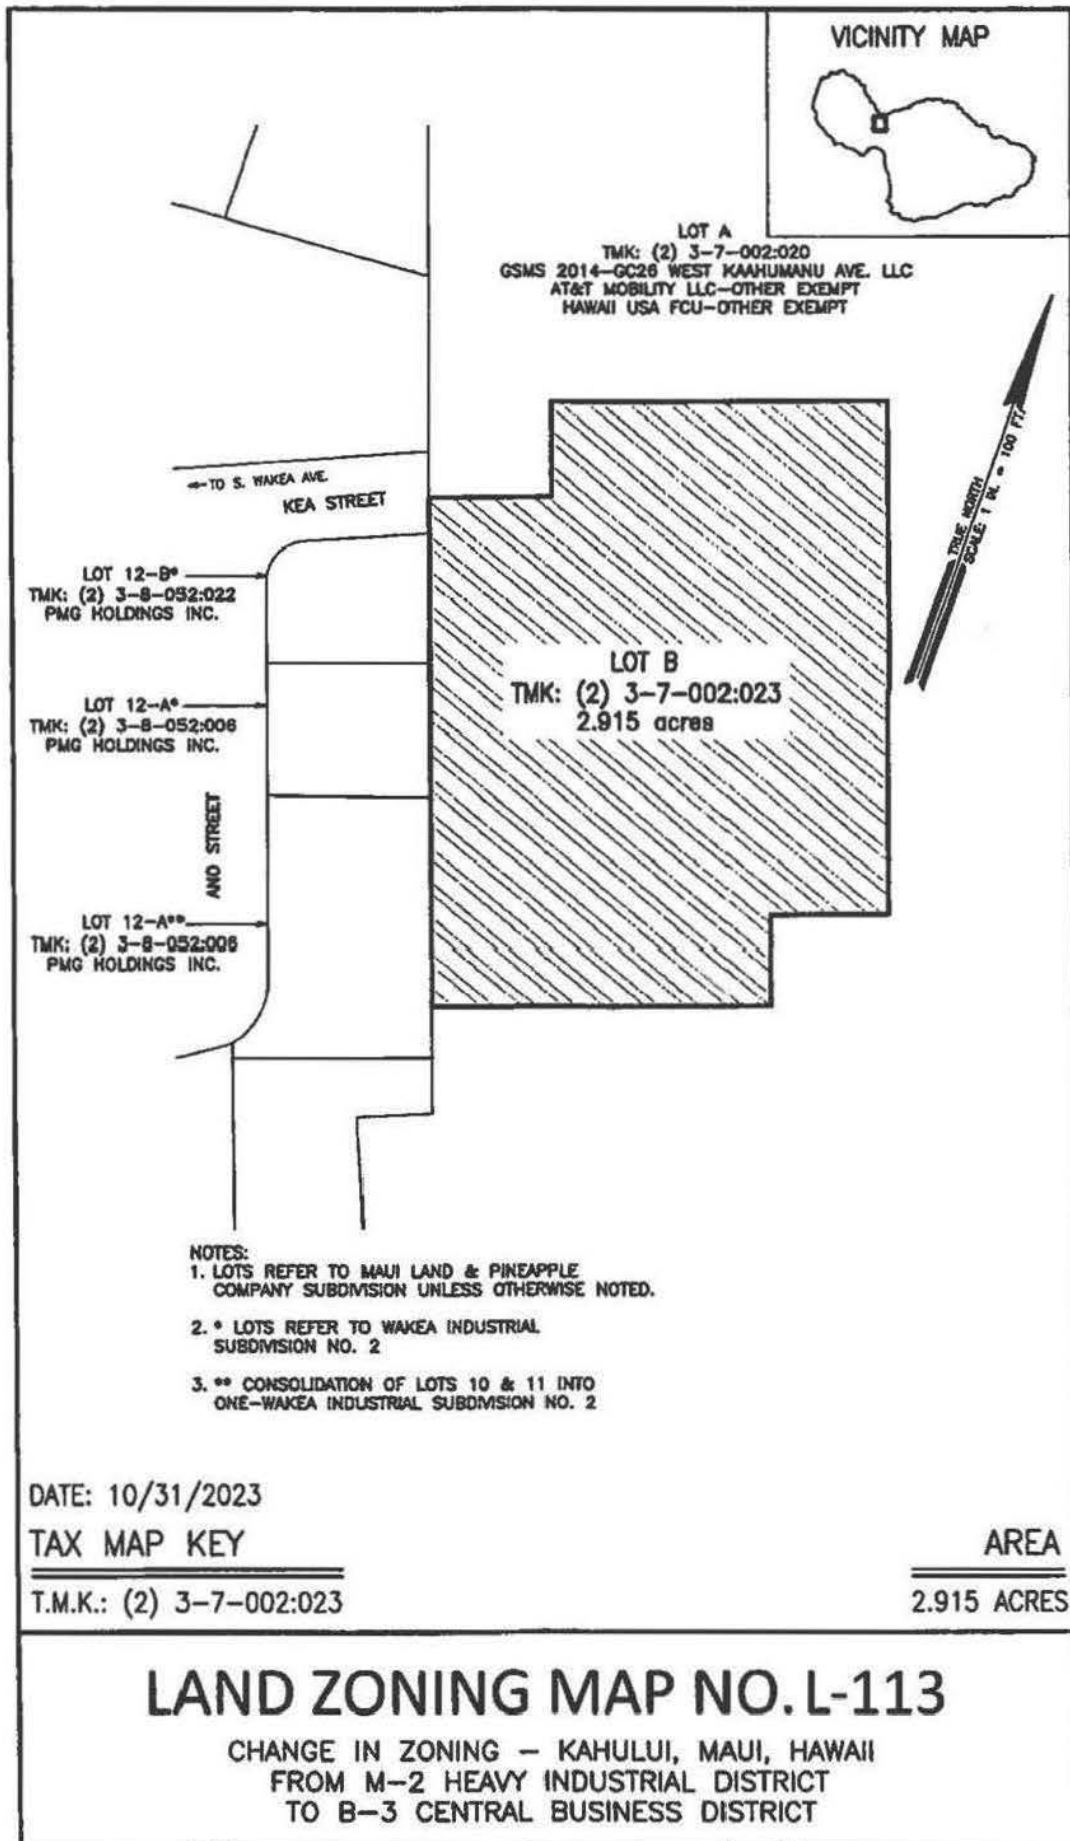 VICINITY MAP
LOT A
TMK: (2) 3-7-002:020
GSMS 2014-GC26 WEST KAAHUMANU AVE. LLC
AT&T MOBILITY LLC-OTHER EXEMPT
HAWAII USA FCU-OTHER EXEMPT
TRUE NORTH
SCALE: 1 IN. = 100 FT.
TO S. WAKEA AVE.
KEA STREET
LOT 12-B*
TMK: (2) 3-8-052:022
PMG HOLDINGS INC.
LOT B
TMK: (2) 3-7-002:023
2.915 acres
LOT 12-A*
TMK: (2) 3-8-052:006
PMG HOLDINGS INC.
ANO STREET
LOT 12-A**
TMK: (2) 3-8-052:006
PMG HOLDINGS INC.
NOTES:
1. LOTS REFER TO MAUI LAND & PINEAPPLE
COMPANY SUBDIVISION UNLESS OTHERWISE NOTED.
2. * LOTS REFER TO WAKEA INDUSTRIAL
SUBDIVISION NO. 2
3. ** CONSOLIDATION OF LOTS 10 & 11 INTO
ONE-WAKEA INDUSTRIAL SUBDIVISION NO. 2
DATE: 10/31/2023
TAX MAP KEY
AREA
T.M.K.: (2) 3-7-002:023
2.915 ACRES
LAND ZONING MAP NO. L-113
CHANGE IN ZONING - KAHULUI, MAUI, HAWAII
FROM M-2 HEAVY INDUSTRIAL DISTRICT
TO B-3 CENTRAL BUSINESS DISTRICT